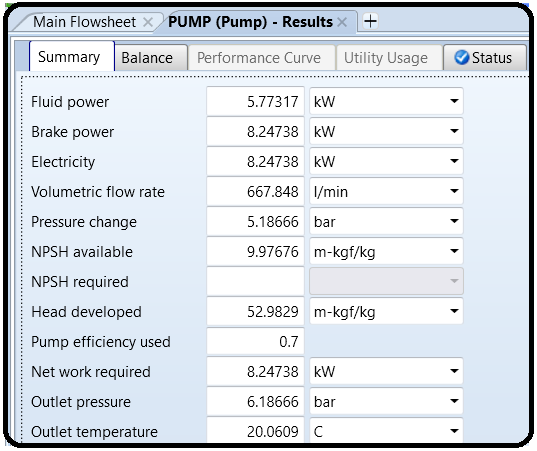 Main Flowsheet × PUMP (Pump) - Results × +
Summary Balance Performance Curve Utility Usage Status
Fluid power 5.77317 kW
Brake power 8.24738 kW
Electricity 8.24738 kW
Volumetric flow rate 667.848 l/min
Pressure change 5.18666 bar
NPSH available 9.97676 m-kgf/kg
NPSH required
Head developed 52.9829 m-kgf/kg
Pump efficiency used 0.7
Net work required 8.24738 kW
Outlet pressure 6.18666 bar
Outlet temperature 20.0609 C